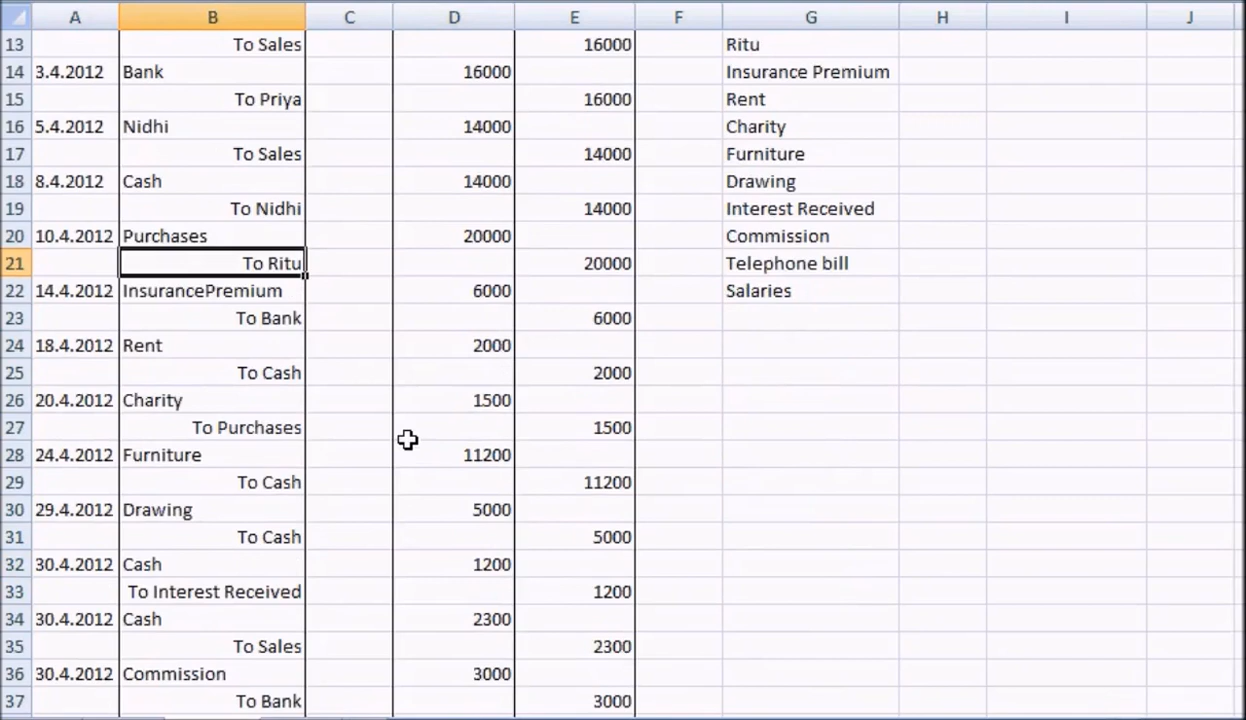 A B C D E F G H I J
13 To Sales 16000 Ritu
14 3.4.2012 Bank 16000 Insurance Premium
15 To Priya 16000 Rent
16 5.4.2012 Nidhi 14000 Charity
17 To Sales 14000 Furniture
18 8.4.2012 Cash 14000 Drawing
19 To Nidhi 14000 Interest Received
20 10.4.2012 Purchases 20000 Commission
21 To Ritu 20000 Telephone bill
22 14.4.2012 InsurancePremium 6000 Salaries
23 To Bank 6000
24 18.4.2012 Rent 2000
25 To Cash 2000
26 20.4.2012 Charity 1500
27 To Purchases 1500
28 24.4.2012 Furniture 11200
29 To Cash 11200
30 29.4.2012 Drawing 5000
31 To Cash 5000
32 30.4.2012 Cash 1200
33 To Interest Received 1200
34 30.4.2012 Cash 2300
35 To Sales 2300
36 30.4.2012 Commission 3000
37 To Bank 3000